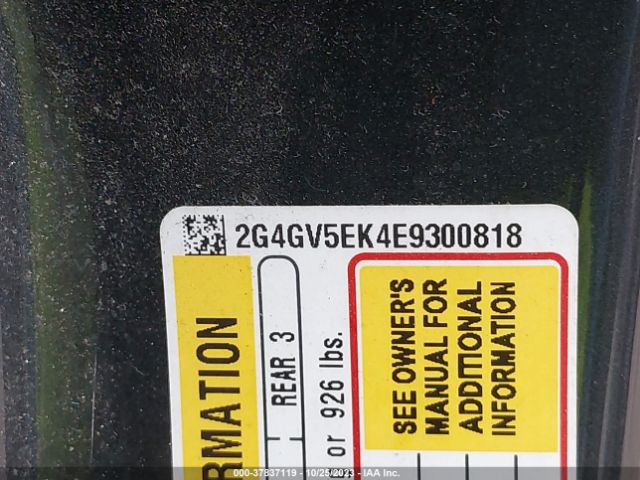 2G4GV5EK4E9300818
RMATION
REAR 3
or 926 lbs.
SEE OWNER'S
MANUAL FOR
ADDITIONAL
INFORMATION
000-37837119 - 10/25/2023 - IAA Inc.